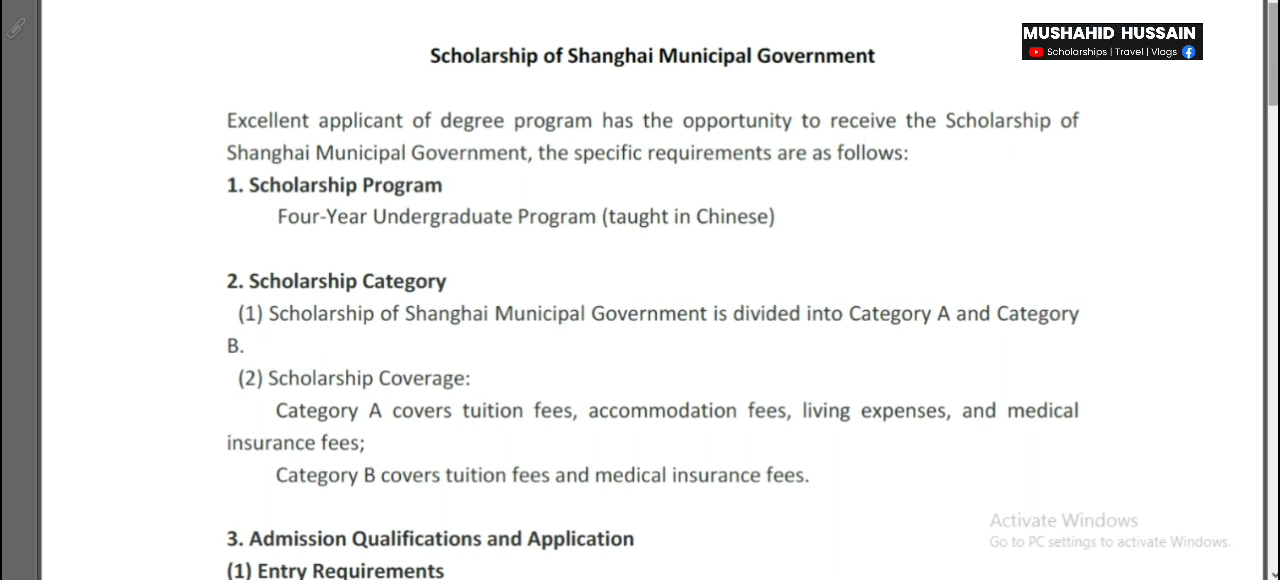 MUSHAHID HUSSAIN
Scholarships | Travel | Vlogs
Scholarship of Shanghai Municipal Government
Excellent applicant of degree program has the opportunity to receive the Scholarship of
Shanghai Municipal Government, the specific requirements are as follows:
1. Scholarship Program
Four-Year Undergraduate Program (taught in Chinese)
2. Scholarship Category
(1) Scholarship of Shanghai Municipal Government is divided into Category A and Category
B.
(2) Scholarship Coverage:
Category A covers tuition fees, accommodation fees, living expenses, and medical
insurance fees;
Category B covers tuition fees and medical insurance fees.
3. Admission Qualifications and Application
(1) Entry Requirements
Activate Windows
Go to PC settings to activate Windows.